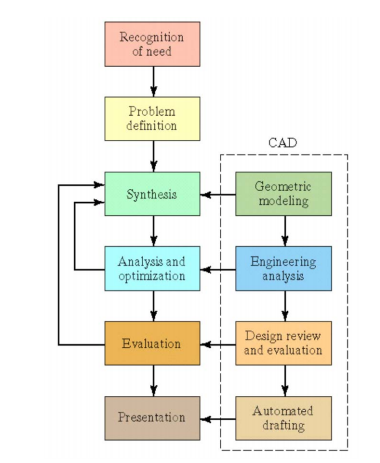 Recognition
of need
Problem
definition
CAD
Synthesis
Geometric
modeling
Analysis and
optimization
Engineering
analysis
Evaluation
Design review
and evaluation
Presentation
Automated
drafting